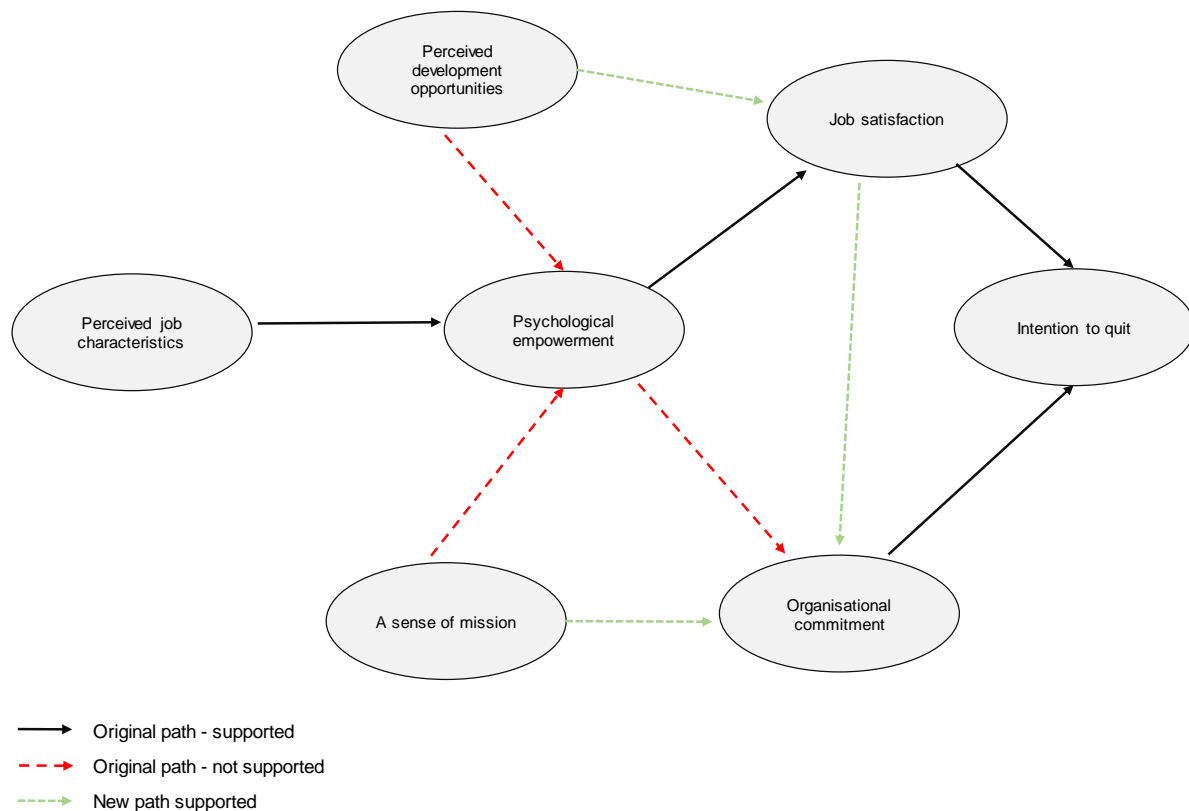 Perceived
development
opportunities
Job satisfaction
Perceived job
characteristics
Psychological
empowerment
Intention to quit
A sense of mission
Organisational
commitment
Original path - supported
Original path - not supported
New path supported